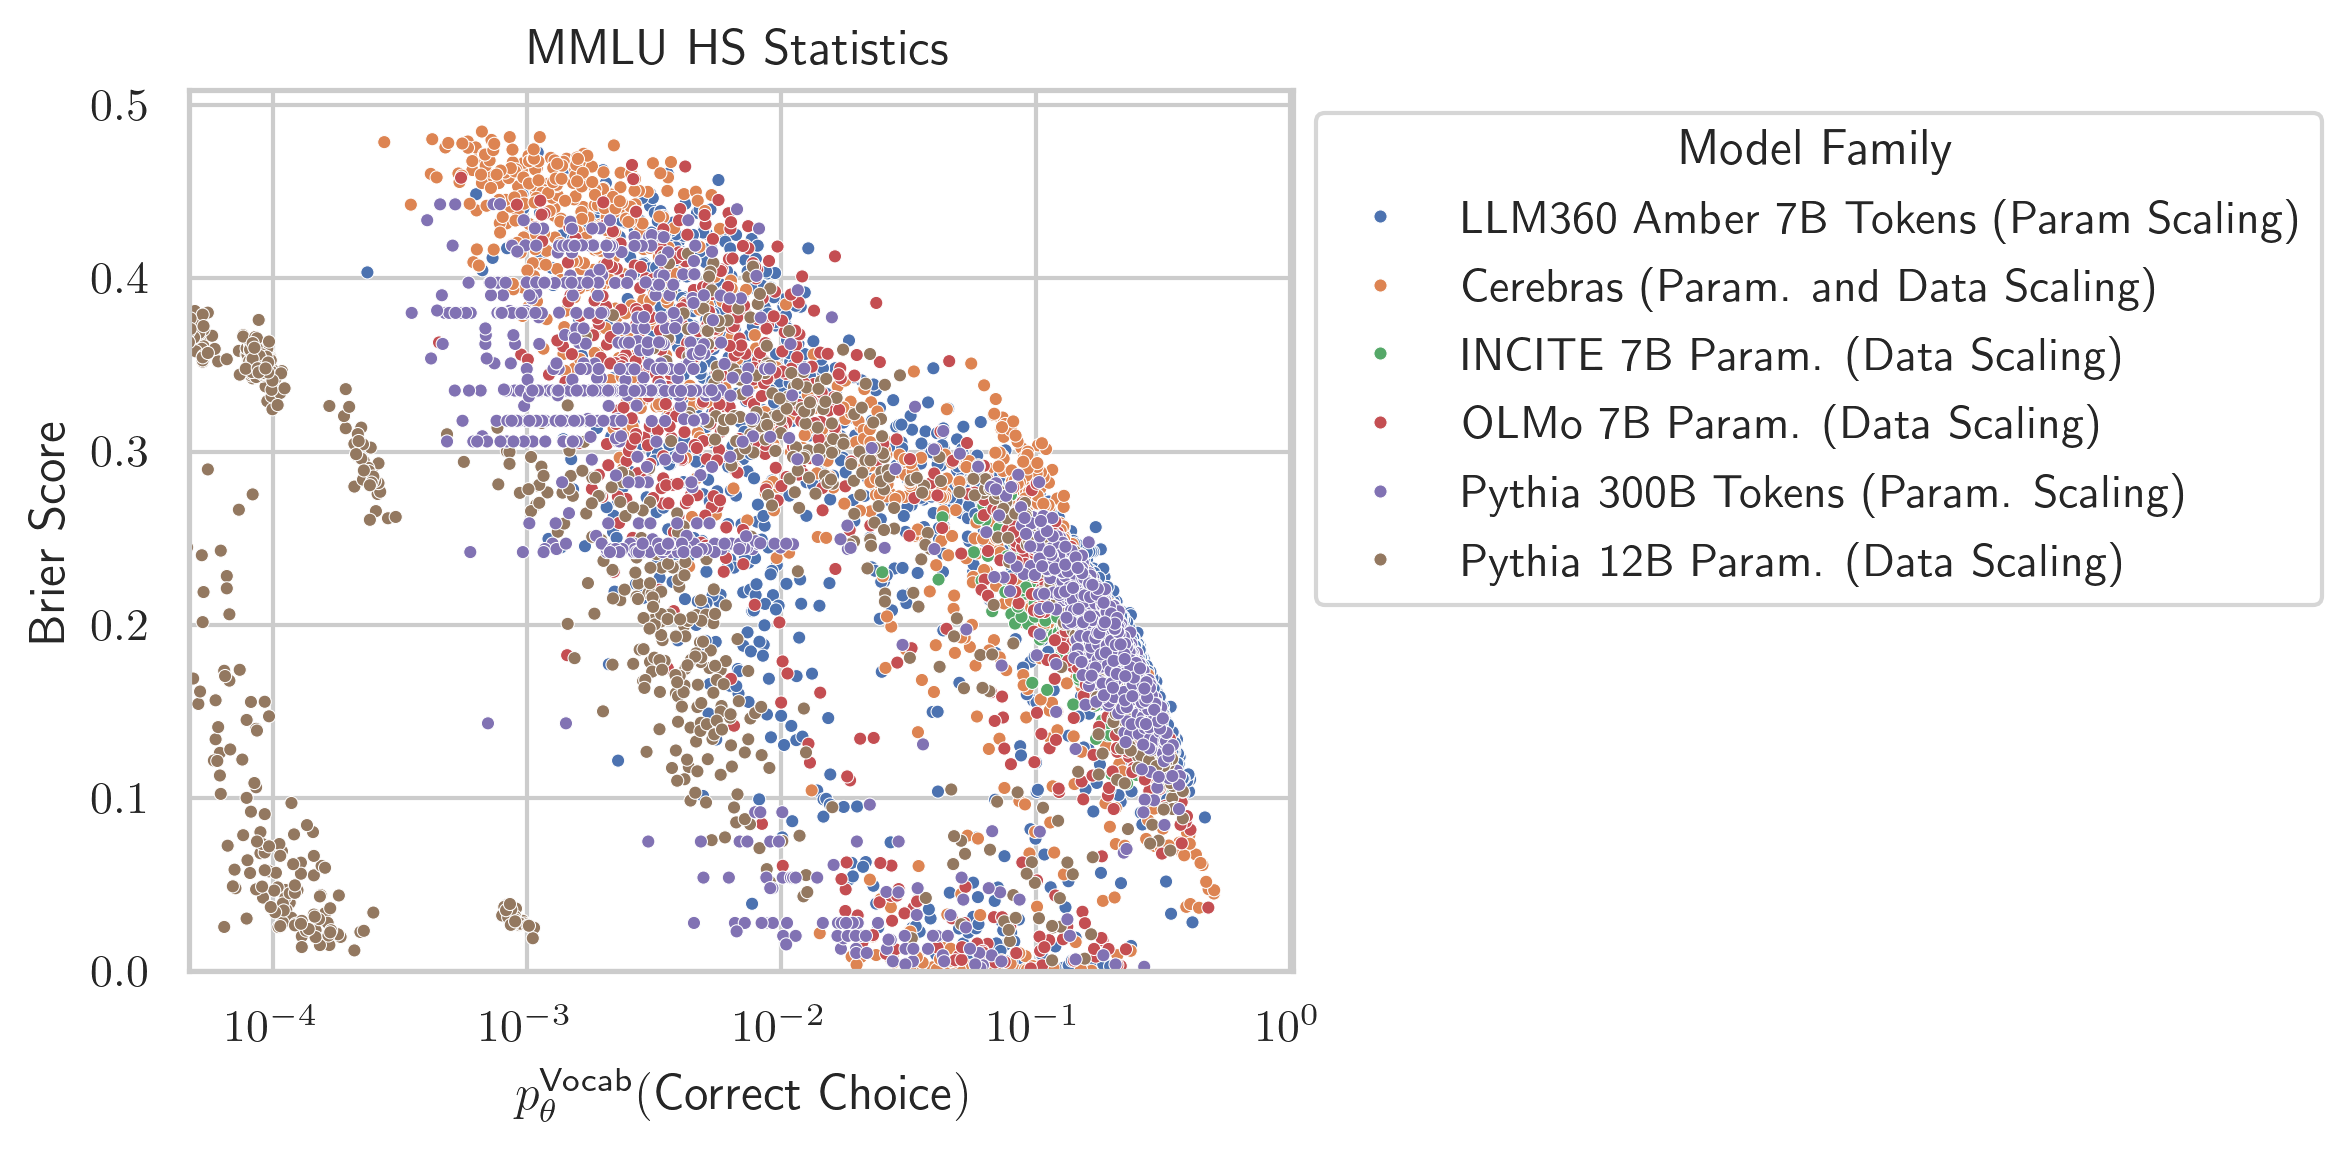 MMLU HS Statistics
0.5
0.4
0.3
0.2
0.1
0.0
Brier Score
10⁻⁴ 10⁻³ 10⁻² 10⁻¹ 10⁰
p_θ^Vocab(Correct Choice)
Model Family
LLM360 Amber 7B Tokens (Param Scaling)
Cerebras (Param. and Data Scaling)
INCITE 7B Param. (Data Scaling)
OLMo 7B Param. (Data Scaling)
Pythia 300B Tokens (Param. Scaling)
Pythia 12B Param. (Data Scaling)